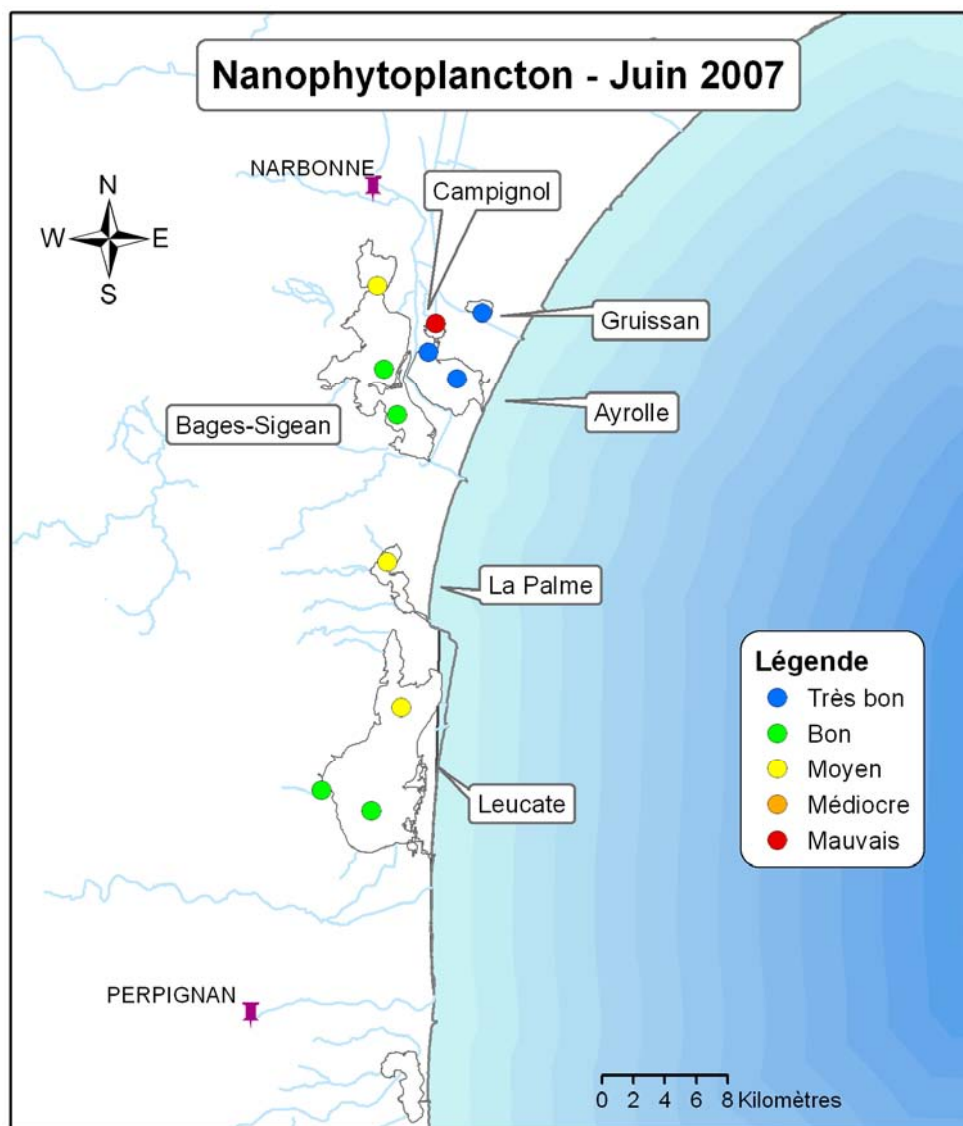 Nanophytoplancton - Juin 2007
NARBONNE
Campignol
N
W E
S
Gruissan
Ayrolle
Bages-Sigean
La Palme
Légende
Très bon
Bon
Moyen
Médiocre
Mauvais
Leucate
PERPIGNAN
0 2 4 6 8 Kilomètres